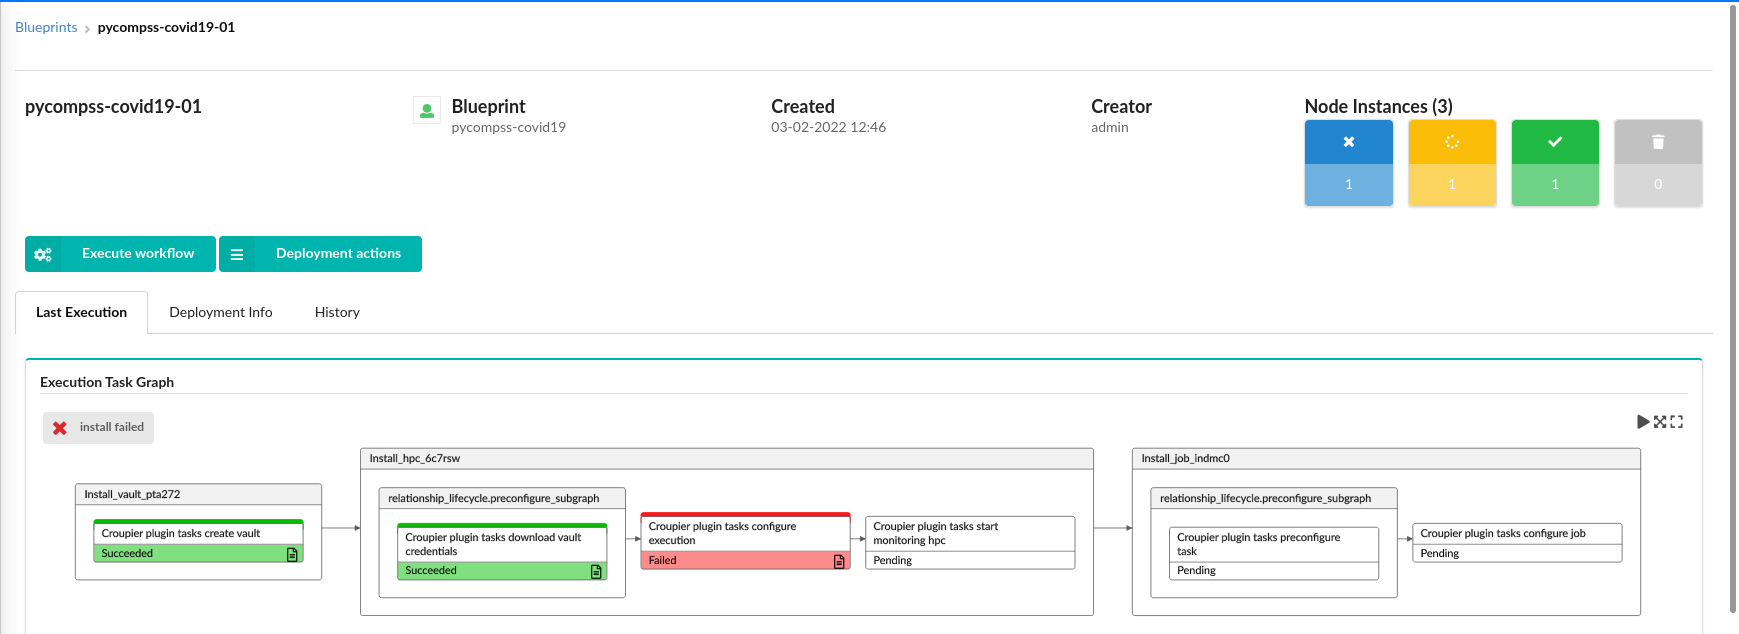 Blueprints › pycompss-covid19-01
pycompss-covid19-01
Blueprint
pycompss-covid19
Created
03-02-2022 12:46
Creator
admin
Node Instances (3)
1 1 1 0
Execute workflow
Deployment actions
Last Execution
Deployment Info
History
Execution Task Graph
install failed
Install_vault_pta272
Croupier plugin tasks create vault
Succeeded
Install_hpc_6c7rsw
relationship_lifecycle.preconfigure_subgraph
Croupier plugin tasks download vault
credentials
Succeeded
Croupier plugin tasks configure
execution
Failed
Croupier plugin tasks start
monitoring hpc
Pending
Install_job_indmc0
relationship_lifecycle.preconfigure_subgraph
Croupier plugin tasks preconfigure
task
Pending
Croupier plugin tasks configure job
Pending